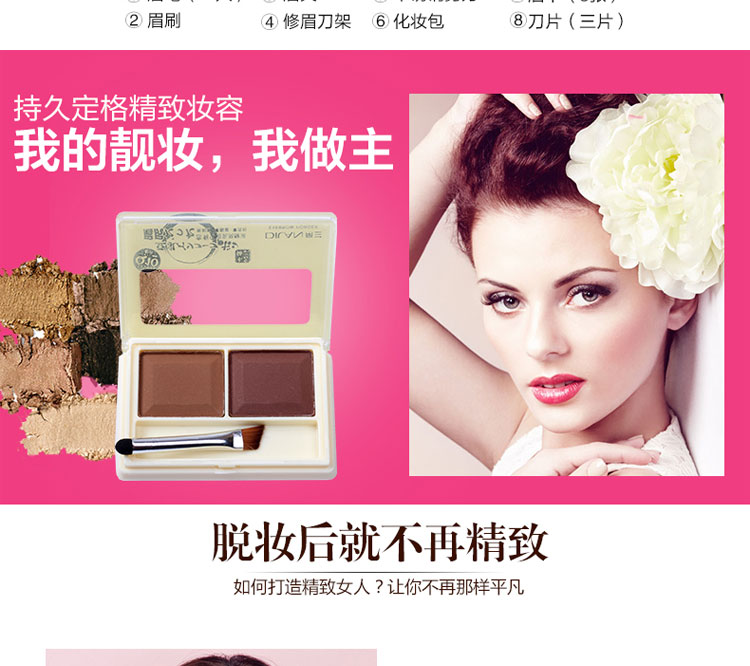 ② 眉刷 ④ 修眉刀架 ⑥ 化妆包 ⑧刀片（三片）
持久定格精致妆容
我的靓妆，我做主
脱妆后就不再精致
如何打造精致女人？让你不再那样平凡